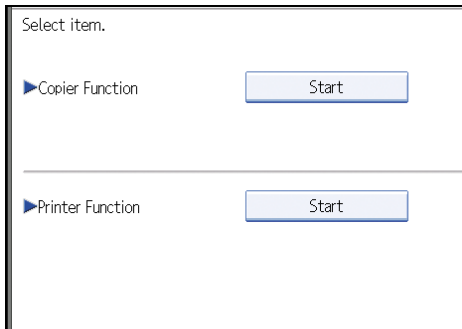 Select item.
Copier Function Start
Printer Function Start